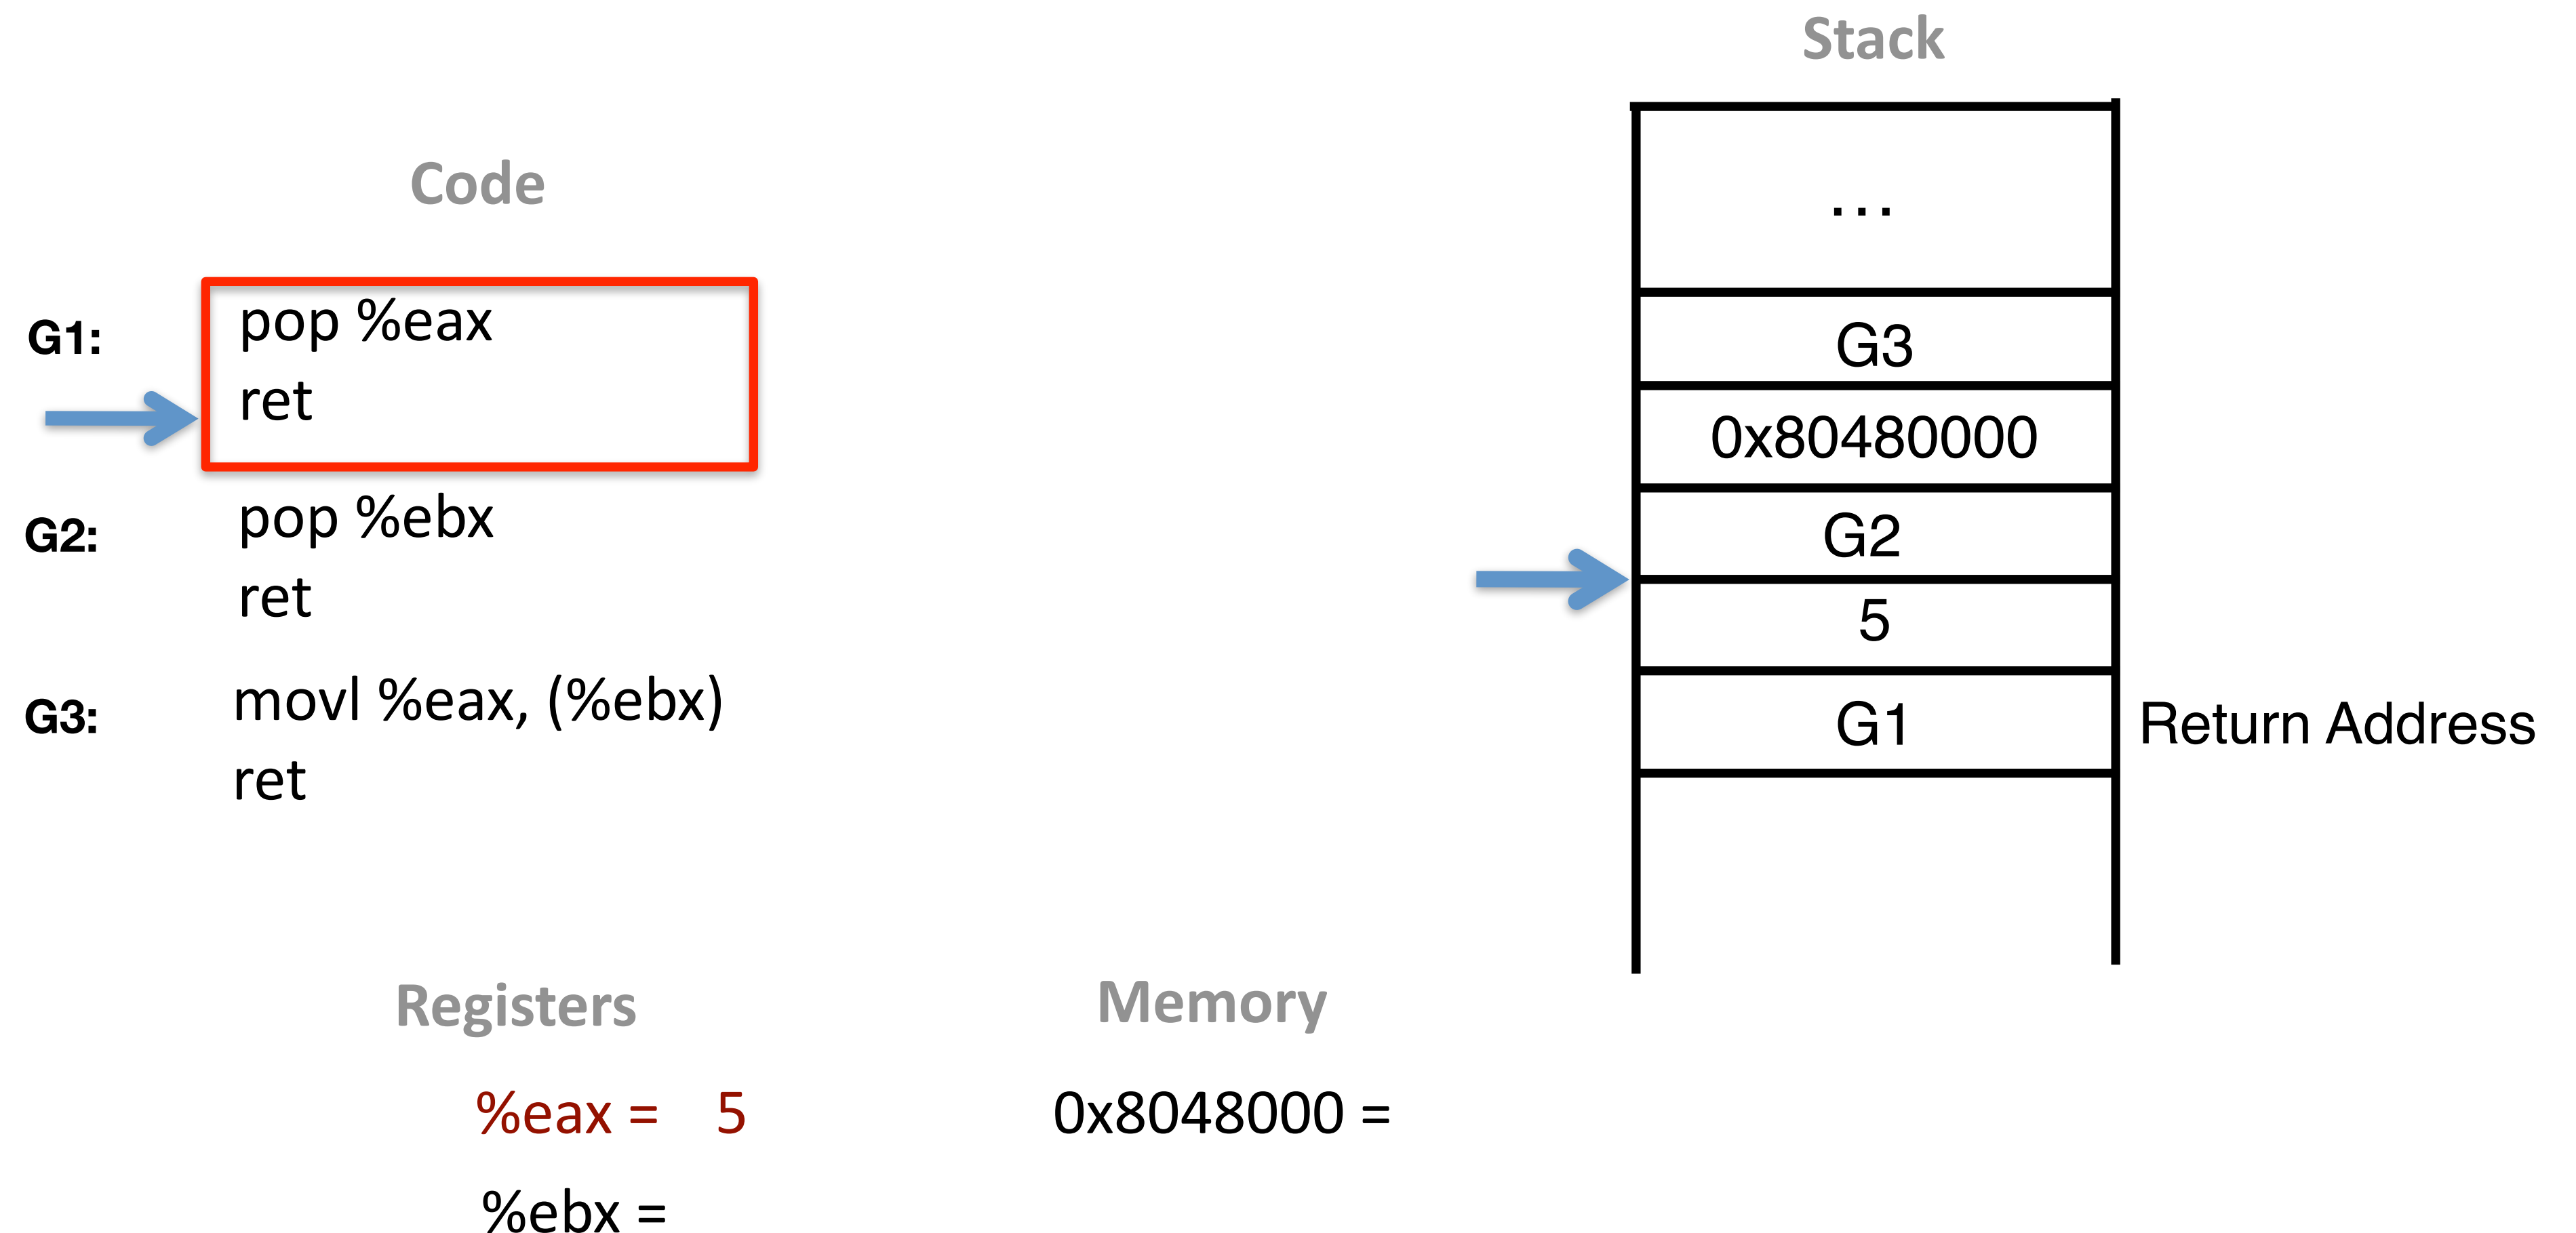 Stack
Code
…
G1:
pop %eax
ret
G2:
pop %ebx
ret
G3:
movl %eax, (%ebx)
ret
G3
0x80480000
G2
5
G1
Return Address
Registers
%eax = 5
%ebx =
Memory
0x8048000 =